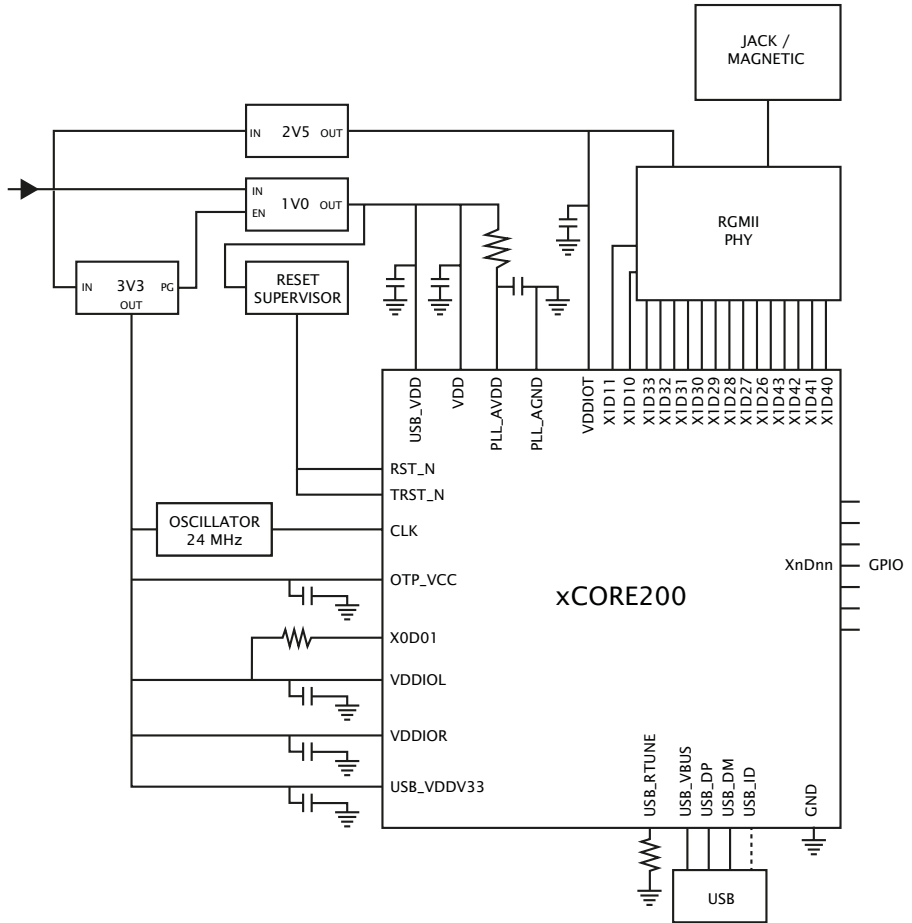 JACK /
MAGNETIC
IN 2V5 OUT
IN
1V0 OUT
EN
RGMII
PHY
IN 3V3 PG
OUT
RESET
SUPERVISOR
USB_VDD
VDD
PLL_AVDD
PLL_AGND
VDDIOT
X1D11
X1D10
X1D33
X1D32
X1D31
X1D30
X1D29
X1D28
X1D27
X1D26
X1D43
X1D42
X1D41
X1D40
RST_N
TRST_N
OSCILLATOR
24 MHz
CLK
XnDnn GPIO
OTP_VCC
xCORE200
X0D01
VDDIOL
VDDIOR
USB_VDDV33
USB_RTUNE
USB_VBUS
USB_DP
USB_DM
USB_ID
GND
USB